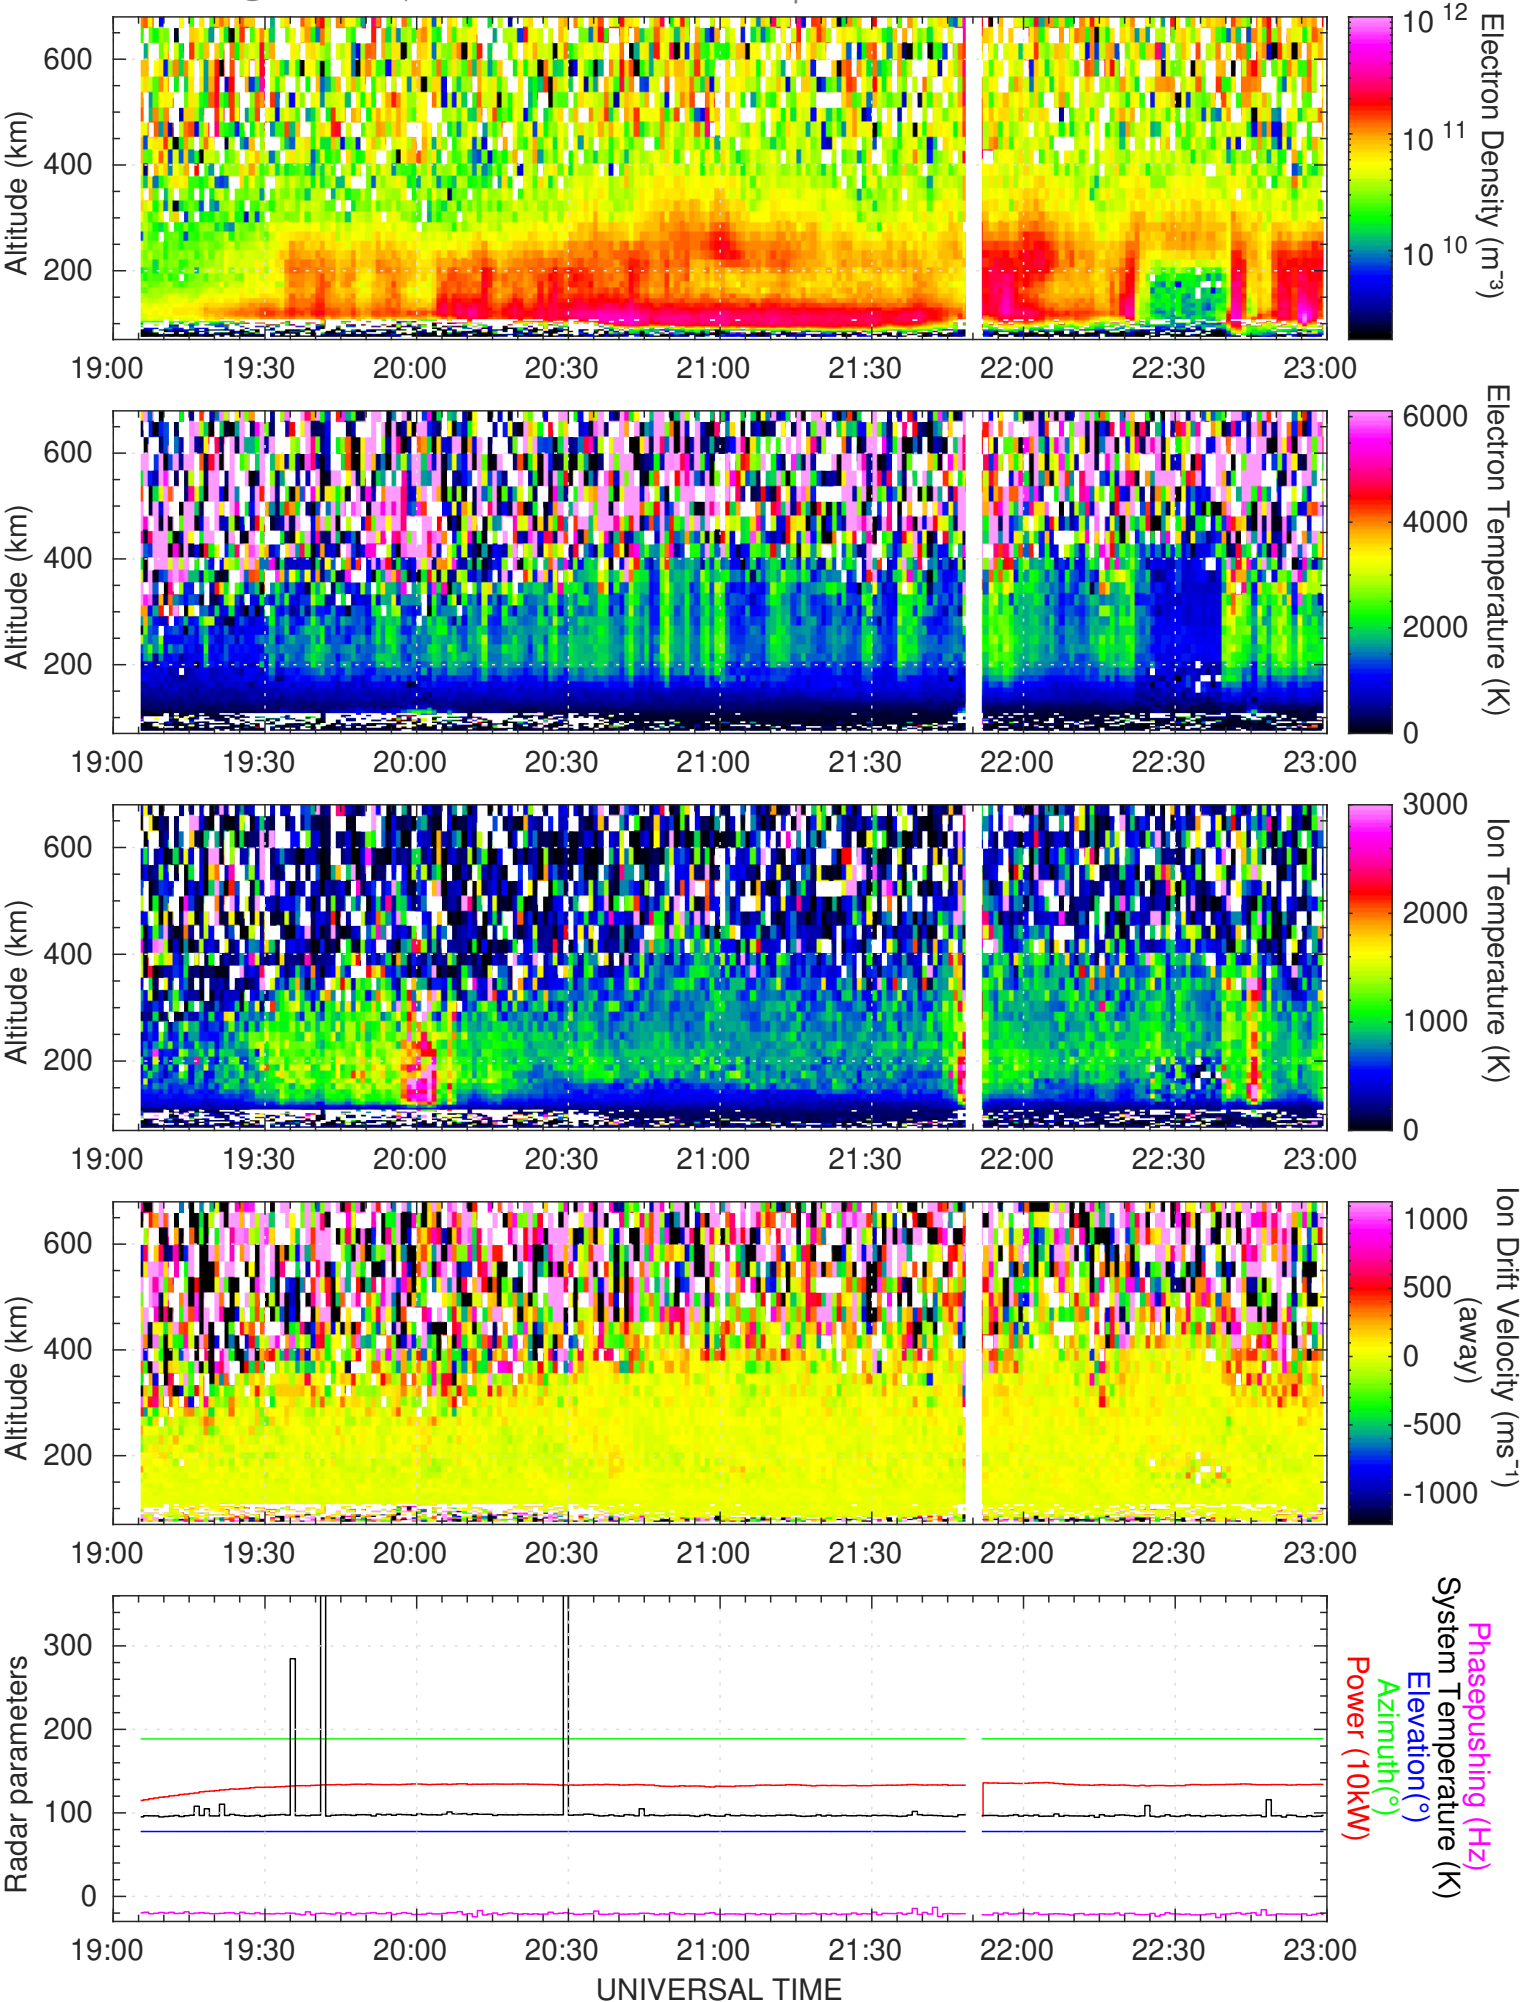 Altitude (km)
600
400
200
19:00 19:30 20:00 20:30 21:00 21:30 22:00 22:30 23:00
10 12
10 11
10 10
Electron Density (m-3)
Altitude (km)
600
400
200
19:00 19:30 20:00 20:30 21:00 21:30 22:00 22:30 23:00
6000
4000
2000
0
Electron Temperature (K)
Altitude (km)
600
400
200
19:00 19:30 20:00 20:30 21:00 21:30 22:00 22:30 23:00
3000
2000
1000
0
Ion Temperature (K)
Altitude (km)
600
400
200
19:00 19:30 20:00 20:30 21:00 21:30 22:00 22:30 23:00
1000
500
0
-500
-1000
Ion Drift Velocity (ms-1)
(away)
Radar parameters
300
200
100
0
19:00 19:30 20:00 20:30 21:00 21:30 22:00 22:30 23:00
UNIVERSAL TIME
Phasepushing (Hz)
System Temperature (K)
Elevation(°)
Azimuth(°)
Power (10kW)